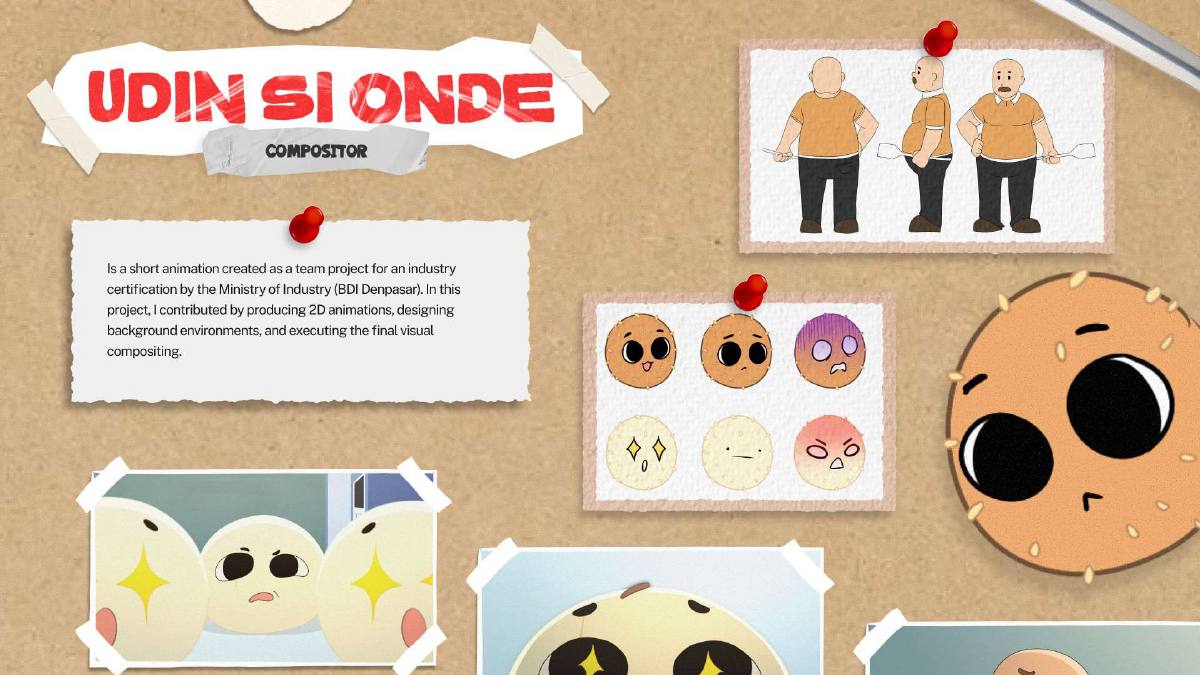 UDIN SI ONDE
COMPOSITOR
Is a short animation created as a team project for an industry
certification by the Ministry of Industry (BDI Denpasar). In this
project, I contributed by producing 2D animations, designing
background environments, and executing the final visual
compositing.